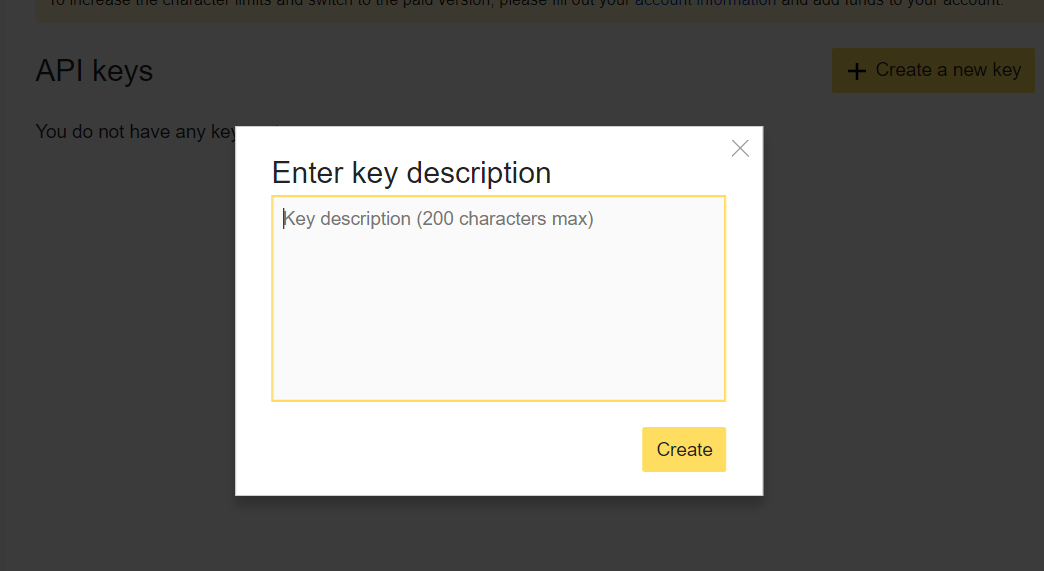 To increase the character limits and switch to the paid version, please fill out your account information and add funds to your account.
API keys
+ Create a new key
You do not have any key
Enter key description
Key description (200 characters max)
Create